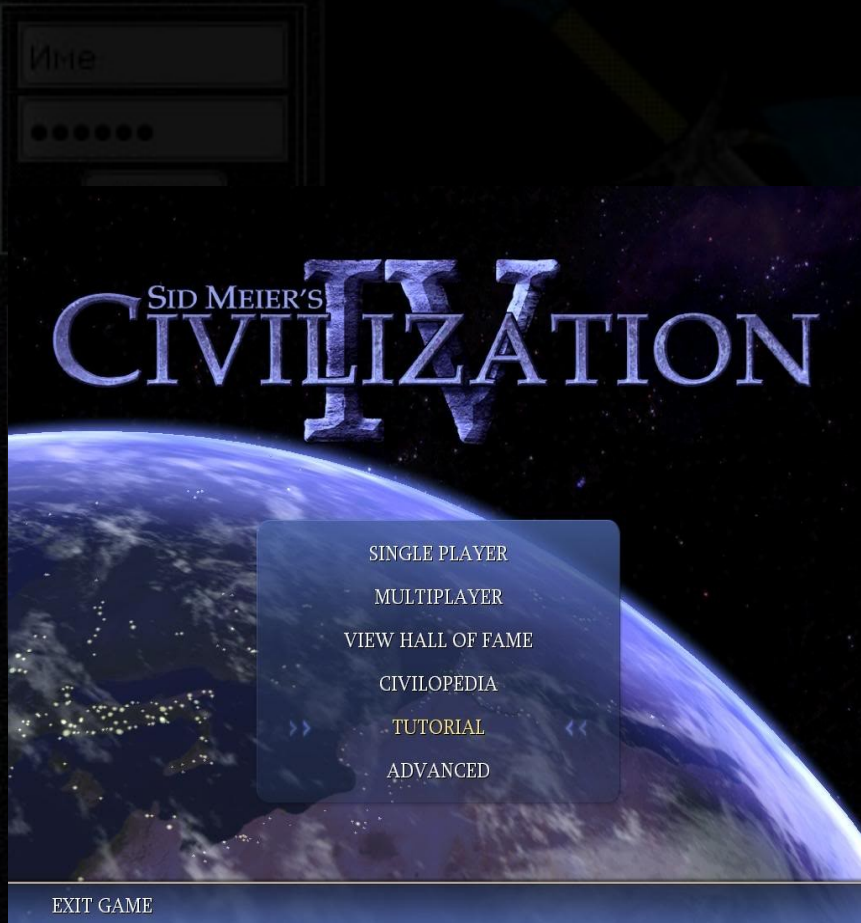 Име
●●●●●●
SID MEIER'S
CIVILIZATION
IV
SINGLE PLAYER
MULTIPLAYER
VIEW HALL OF FAME
CIVILOPEDIA
›› TUTORIAL ‹‹
ADVANCED
EXIT GAME